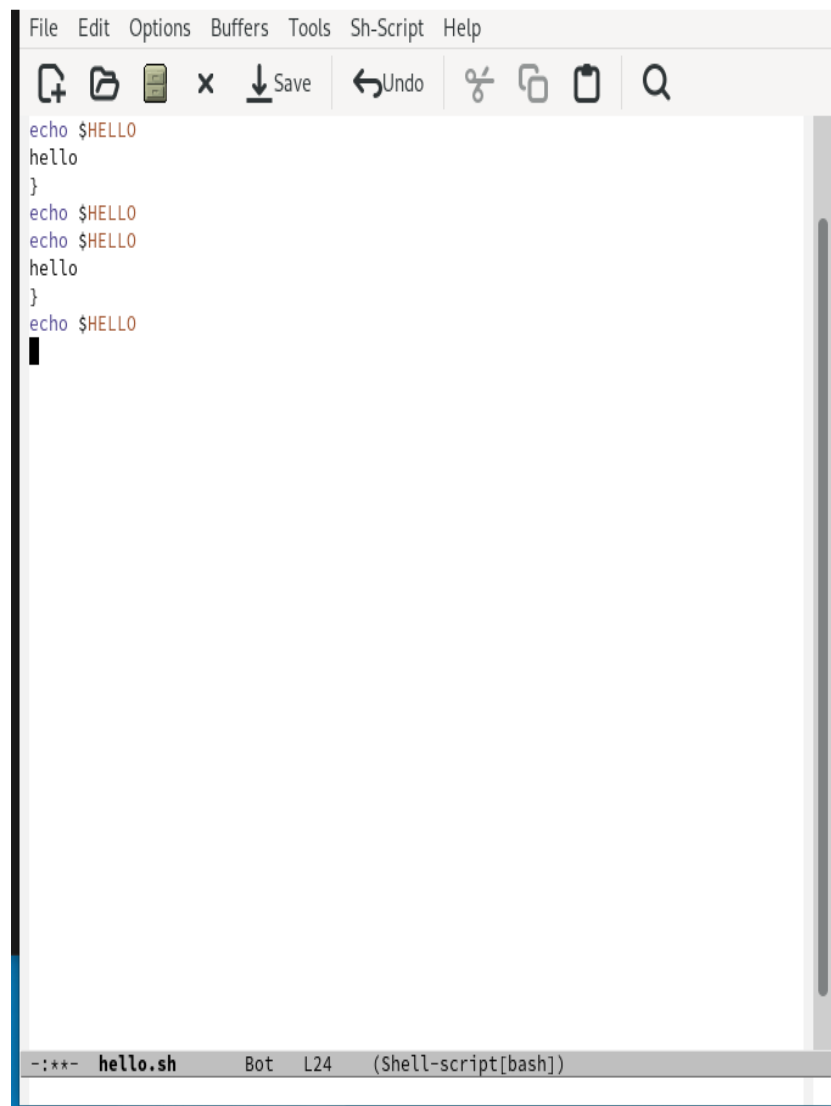 File Edit Options Buffers Tools Sh-Script Help
Save Undo
echo $HELLO
hello
}
echo $HELLO
echo $HELLO
hello
}
echo $HELLO
-:**- hello.sh Bot L24 (Shell-script[bash])